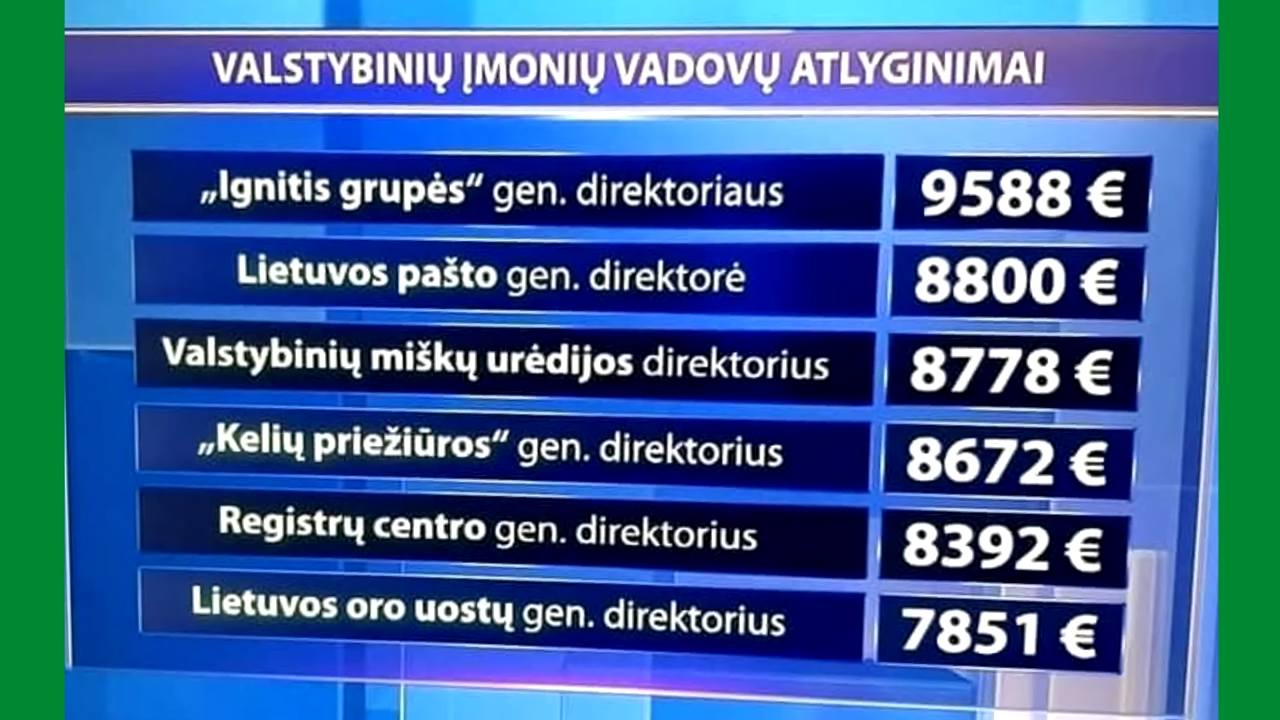 VALSTYBINIŲ ĮMONIŲ VADOVŲ ATLYGINIMAI
„Ignitis grupės“ gen. direktoriaus 9588 €
Lietuvos pašto gen. direktorė 8800 €
Valstybinių miškų urėdijos direktorius 8778 €
„Kelių priežiūros“ gen. direktorius 8672 €
Registrų centro gen. direktorius 8392 €
Lietuvos oro uostų gen. direktorius 7851 €